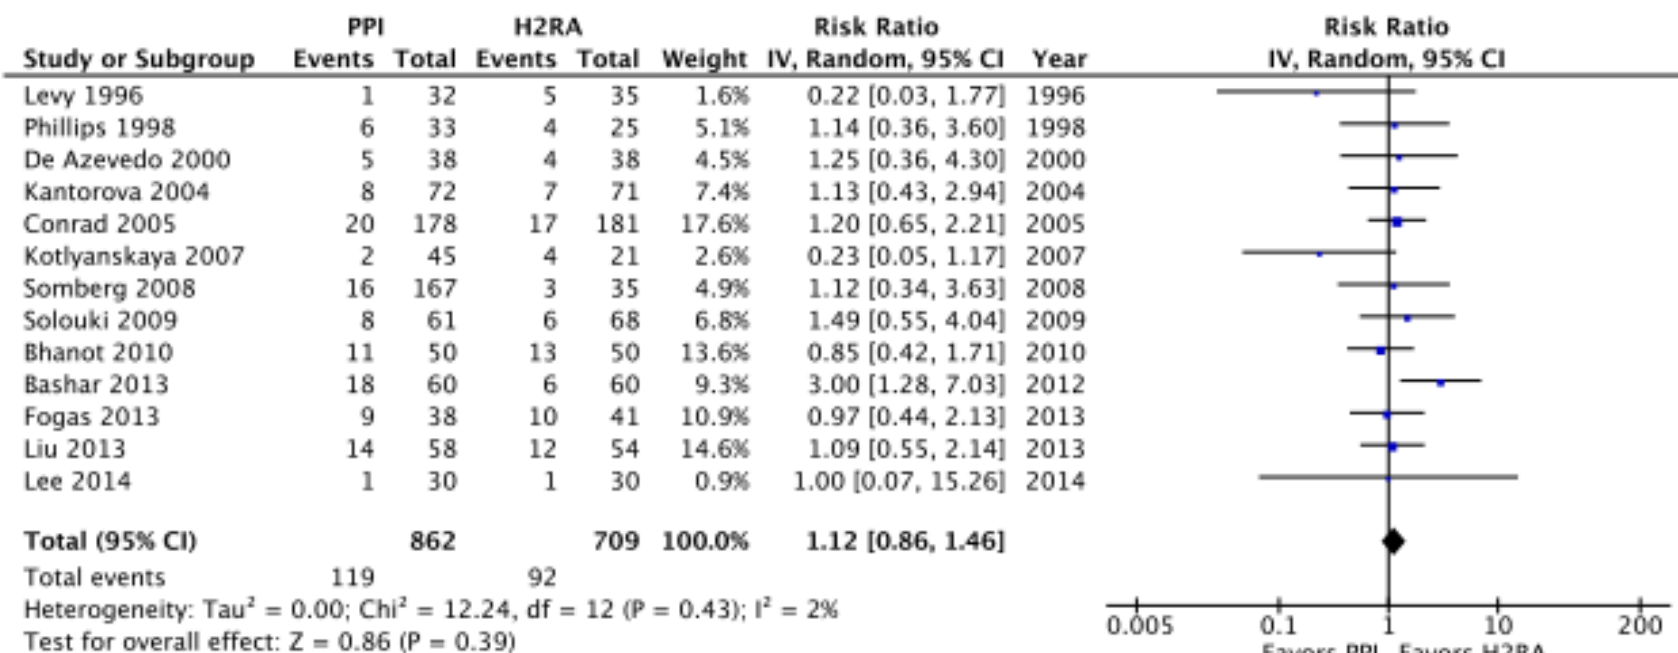 PPI H2RA Risk Ratio Risk Ratio
Study or Subgroup Events Total Events Total Weight IV, Random, 95% CI Year IV, Random, 95% CI
Levy 1996 1 32 5 35 1.6% 0.22 [0.03, 1.77] 1996
Phillips 1998 6 33 4 25 5.1% 1.14 [0.36, 3.60] 1998
De Azevedo 2000 5 38 4 38 4.5% 1.25 [0.36, 4.30] 2000
Kantorova 2004 8 72 7 71 7.4% 1.13 [0.43, 2.94] 2004
Conrad 2005 20 178 17 181 17.6% 1.20 [0.65, 2.21] 2005
Kotlyanskaya 2007 2 45 4 21 2.6% 0.23 [0.05, 1.17] 2007
Somberg 2008 16 167 3 35 4.9% 1.12 [0.34, 3.63] 2008
Solouki 2009 8 61 6 68 6.8% 1.49 [0.55, 4.04] 2009
Bhanot 2010 11 50 13 50 13.6% 0.85 [0.42, 1.71] 2010
Bashar 2013 18 60 6 60 9.3% 3.00 [1.28, 7.03] 2012
Fogas 2013 9 38 10 41 10.9% 0.97 [0.44, 2.13] 2013
Liu 2013 14 58 12 54 14.6% 1.09 [0.55, 2.14] 2013
Lee 2014 1 30 1 30 0.9% 1.00 [0.07, 15.26] 2014
Total (95% CI) 862 709 100.0% 1.12 [0.86, 1.46]
Total events 119 92
Heterogeneity: Tau² = 0.00; Chi² = 12.24, df = 12 (P = 0.43); I² = 2%
Test for overall effect: Z = 0.86 (P = 0.39)
0.005 0.1 1 10 200
Favors PPI Favors H2RA